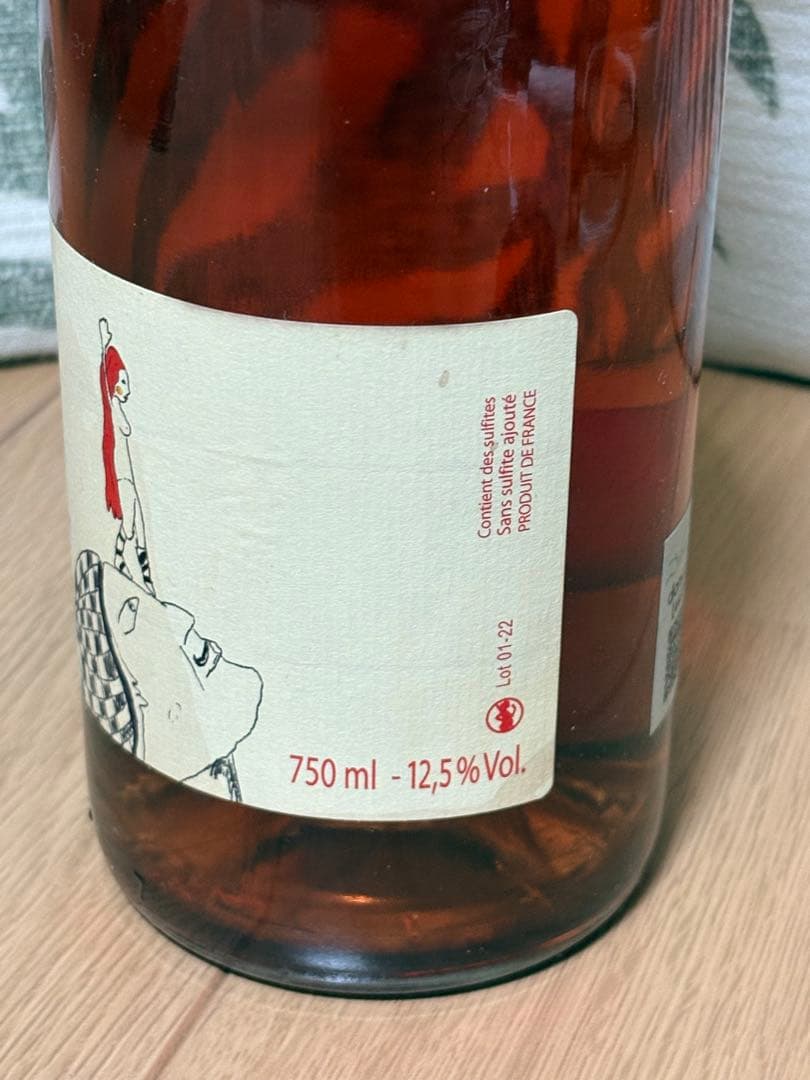 Contient des sulfites
Sans sulfite ajouté
PRODUIT DE FRANCE
Lot 01-22
750 ml - 12,5 % Vol.